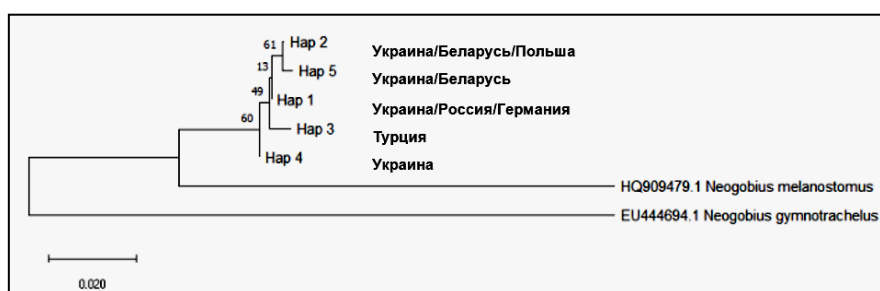 61 Hap 2 Украина/Беларусь/Польша
13 Hap 5 Украина/Беларусь
49 Hap 1 Украина/Россия/Германия
60 Hap 3 Турция
Hap 4 Украина
HQ909479.1 Neogobius melanostomus
EU444694.1 Neogobius gymnotrachelus
0.020